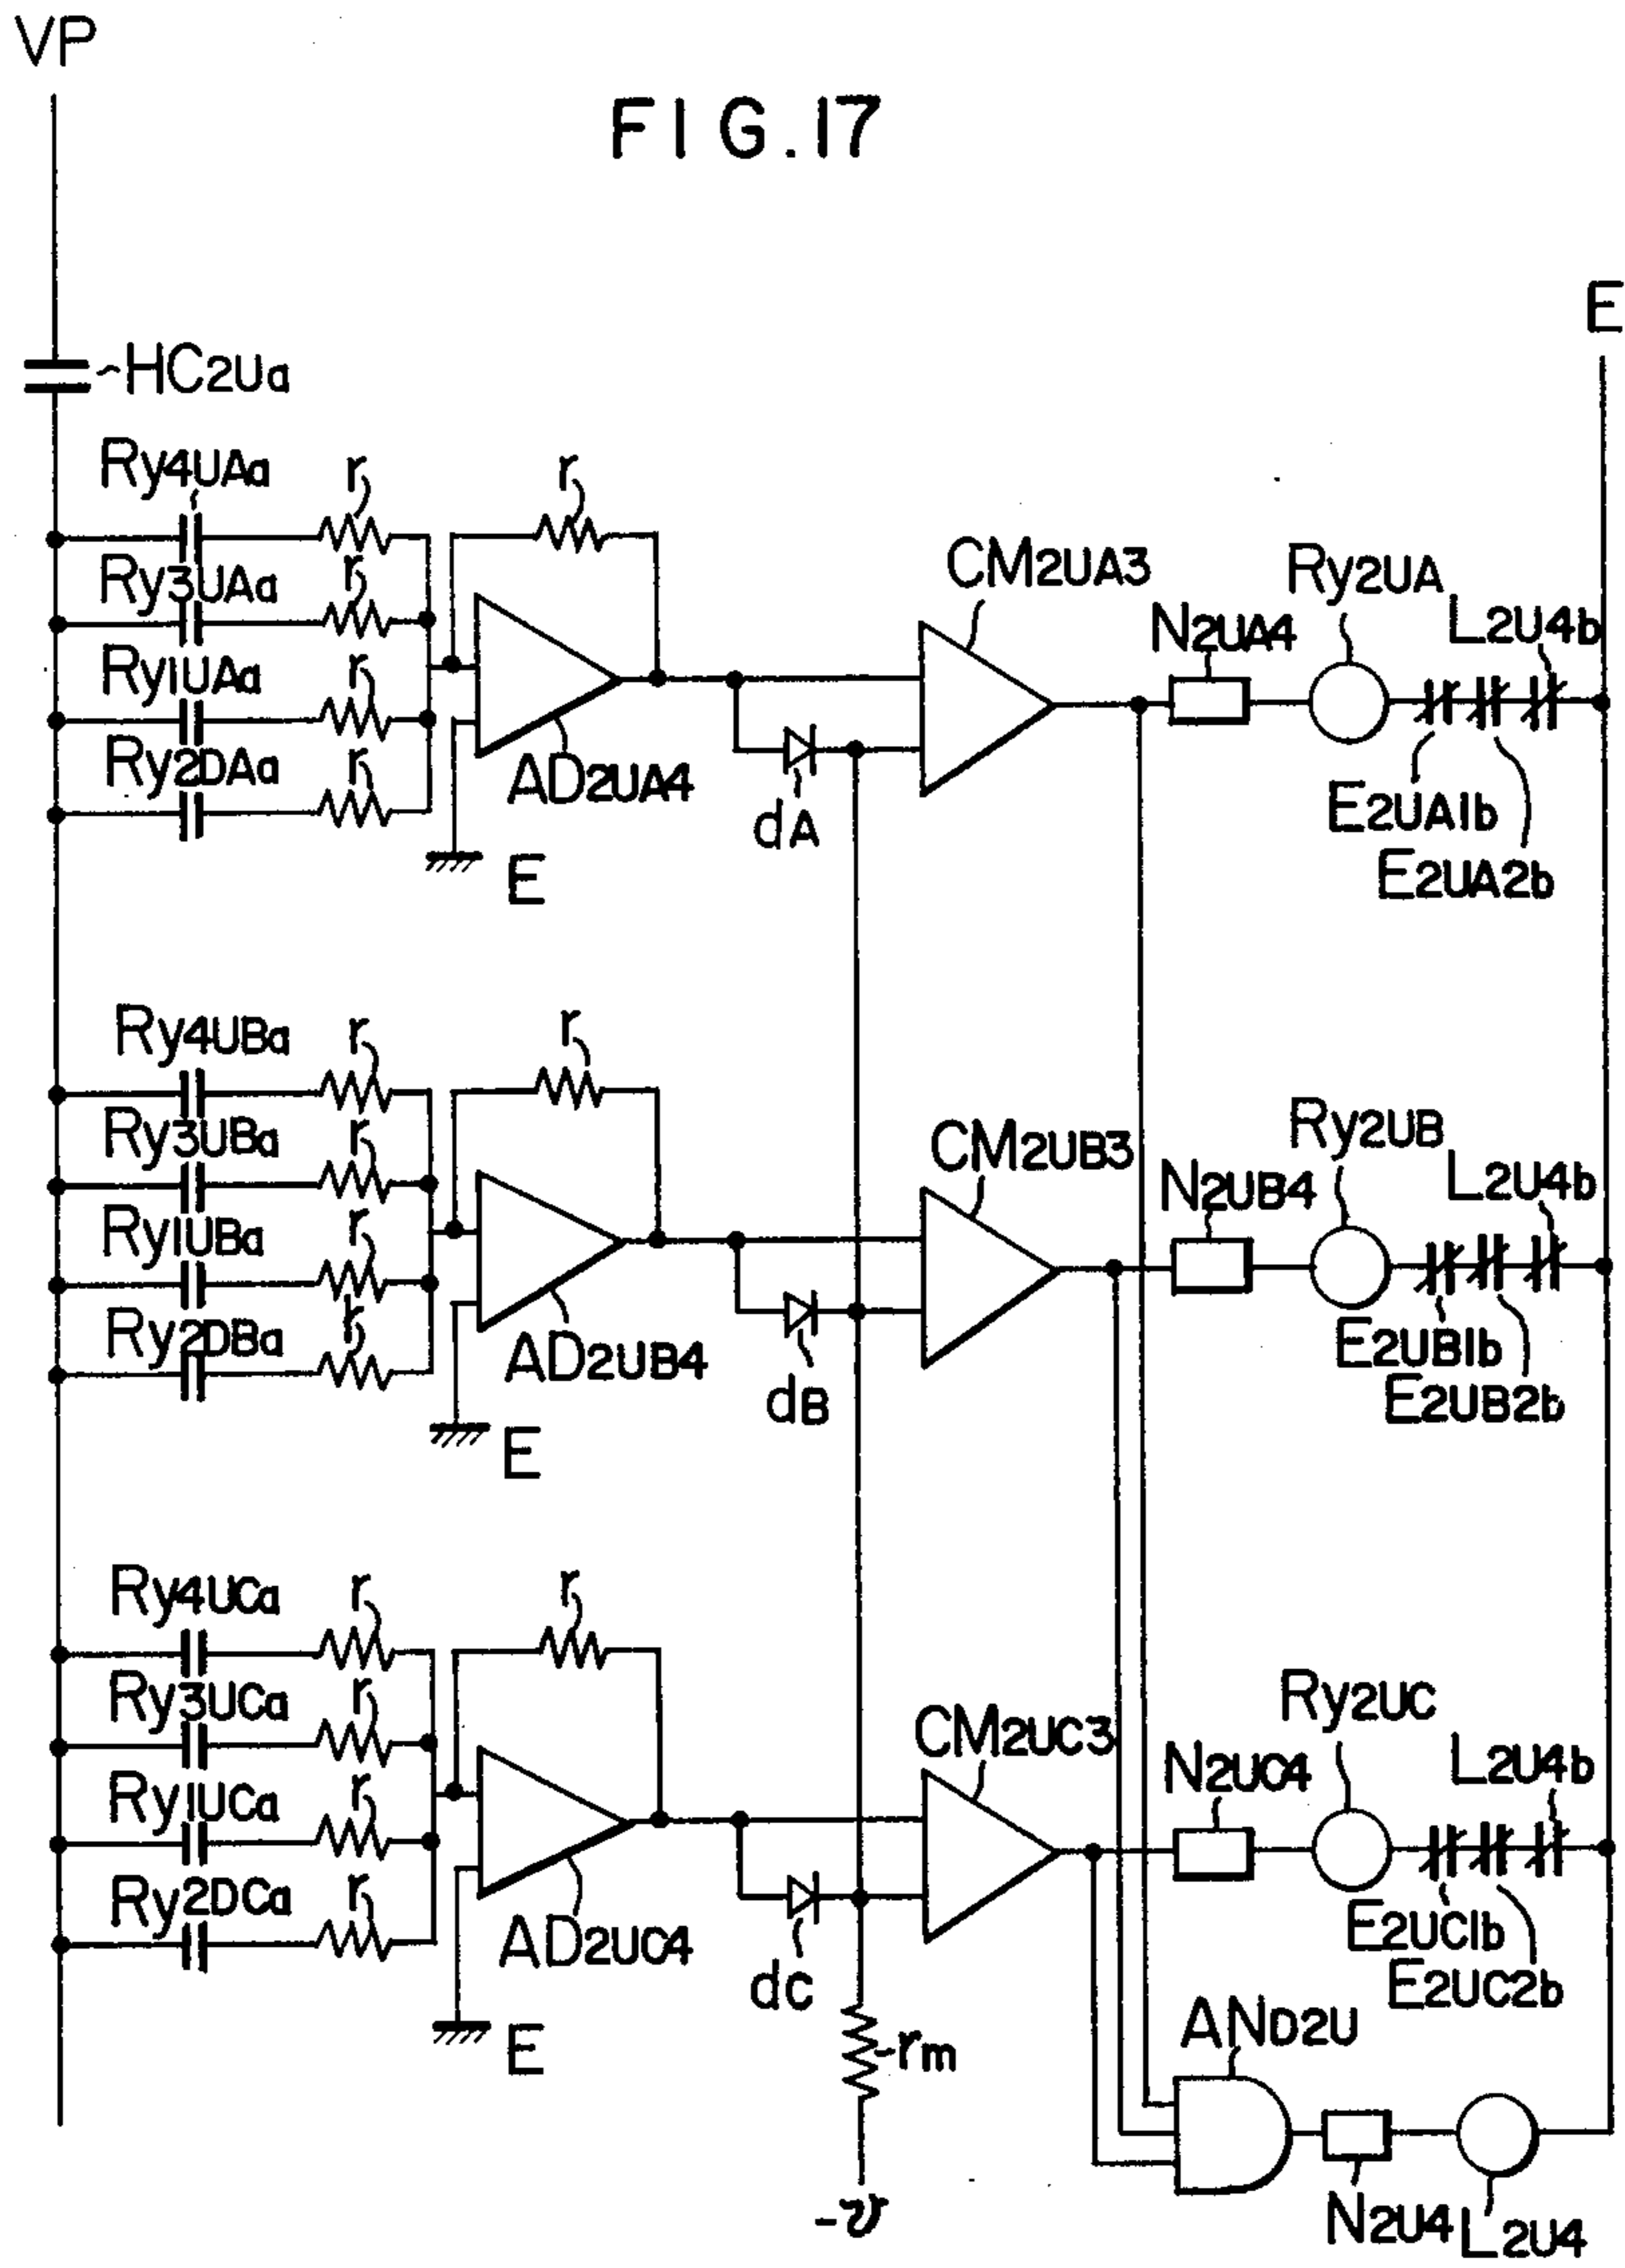 VP
FIG.17
E
HC2Ua
Ry4UAa
r
r
Ry3UAa
r
CM2UA3
Ry2UA
N2UA4
L2U4b
Ry1UAa
r
Ry2DAa
r
AD2UA4
dA
E2UA1b
E2UA2b
E
Ry4UBa
r
r
Ry3UBa
r
CM2UB3
Ry2UB
N2UB4
L2U4b
Ry1UBa
r
Ry2DBa
r
AD2UB4
dB
E2UB1b
E2UB2b
E
Ry4UCa
r
r
Ry3UCa
r
CM2UC3
Ry2UC
N2UC4
L2U4b
Ry1UCa
r
Ry2DCa
r
AD2UC4
dC
E2UC1b
E2UC2b
E
rm
AND2U
-v
N2U4
L2U4